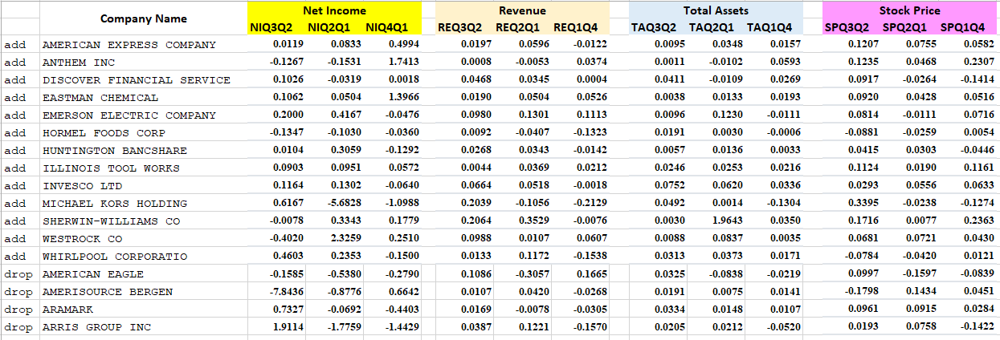 Company Name Net Income Revenue Total Assets Stock Price
NIQ3Q2 NIQ2Q1 NIQ4Q1 REQ3Q2 REQ2Q1 REQ1Q4 TAQ3Q2 TAQ2Q1 TAQ1Q4 SPQ3Q2 SPQ2Q1 SPQ1Q4
add AMERICAN EXPRESS COMPANY 0.0119 0.0833 0.4994 0.0197 0.0596 -0.0122 0.0095 0.0348 0.0157 0.1207 0.0755 0.0582
add ANTHEM INC -0.1267 -0.1531 1.7413 0.0008 -0.0053 0.0374 0.0011 -0.0102 0.0593 0.1235 0.0468 0.2307
add DISCOVER FINANCIAL SERVICE 0.1026 -0.0319 0.0018 0.0468 0.0345 0.0004 0.0411 -0.0109 0.0269 0.0917 -0.0264 -0.1414
add EASTMAN CHEMICAL 0.1062 0.0504 1.3966 0.0190 0.0504 0.0526 0.0038 0.0133 0.0193 0.0920 0.0428 0.0516
add EMERSON ELECTRIC COMPANY 0.2000 0.4167 -0.0476 0.0980 0.1301 0.1113 0.0096 0.1230 -0.0111 0.0814 -0.0111 0.0716
add HORMEL FOODS CORP -0.1347 -0.1030 -0.0360 0.0092 -0.0407 -0.1323 0.0191 0.0030 -0.0006 -0.0881 -0.0259 0.0054
add HUNTINGTON BANCSHARE 0.0104 0.3059 -0.1292 0.0268 0.0343 -0.0142 0.0057 0.0136 0.0033 0.0415 0.0303 -0.0446
add ILLINOIS TOOL WORKS 0.0903 0.0951 0.0572 0.0044 0.0369 0.0212 0.0246 0.0253 0.0216 0.1124 0.0190 0.1161
add INVESCO LTD 0.1164 0.1302 -0.0640 0.0664 0.0518 -0.0018 0.0752 0.0620 0.0336 0.0293 0.0556 0.0633
add MICHAEL KORS HOLDING 0.6167 -5.6828 -1.0988 0.2039 -0.1056 -0.2129 0.0492 0.0014 -0.1304 0.3395 -0.0238 -0.1274
add SHERWIN-WILLIAMS CO -0.0078 0.3343 0.1779 0.2064 0.3529 -0.0076 0.0030 1.9643 0.0350 0.1716 0.0077 0.2363
add WESTROCK CO -0.4020 2.3259 0.2510 0.0988 0.0107 0.0607 0.0088 0.0837 0.0035 0.0681 0.0721 0.0430
add WHIRLPOOL CORPORATIO 0.4603 0.2353 -0.1500 0.0133 0.1172 -0.1538 0.0313 0.0373 0.0171 -0.0784 -0.0420 0.0121
drop AMERICAN EAGLE -0.1585 -0.5380 -0.2790 0.1086 -0.3057 0.1665 0.0325 -0.0838 -0.0219 0.0997 -0.1597 -0.0839
drop AMERISOURCE BERGEN -7.8436 -0.8776 0.6642 0.0107 0.0420 -0.0268 0.0191 0.0075 0.0141 -0.1798 0.1434 0.0451
drop ARAMARK 0.7327 -0.0692 -0.4403 0.0169 -0.0078 -0.0305 0.0334 0.0148 0.0107 0.0961 0.0915 0.0284
drop ARRIS GROUP INC 1.9114 -1.7759 -1.4429 0.0387 0.1221 -0.1570 0.0205 0.0212 -0.0520 0.0193 0.0758 -0.1422